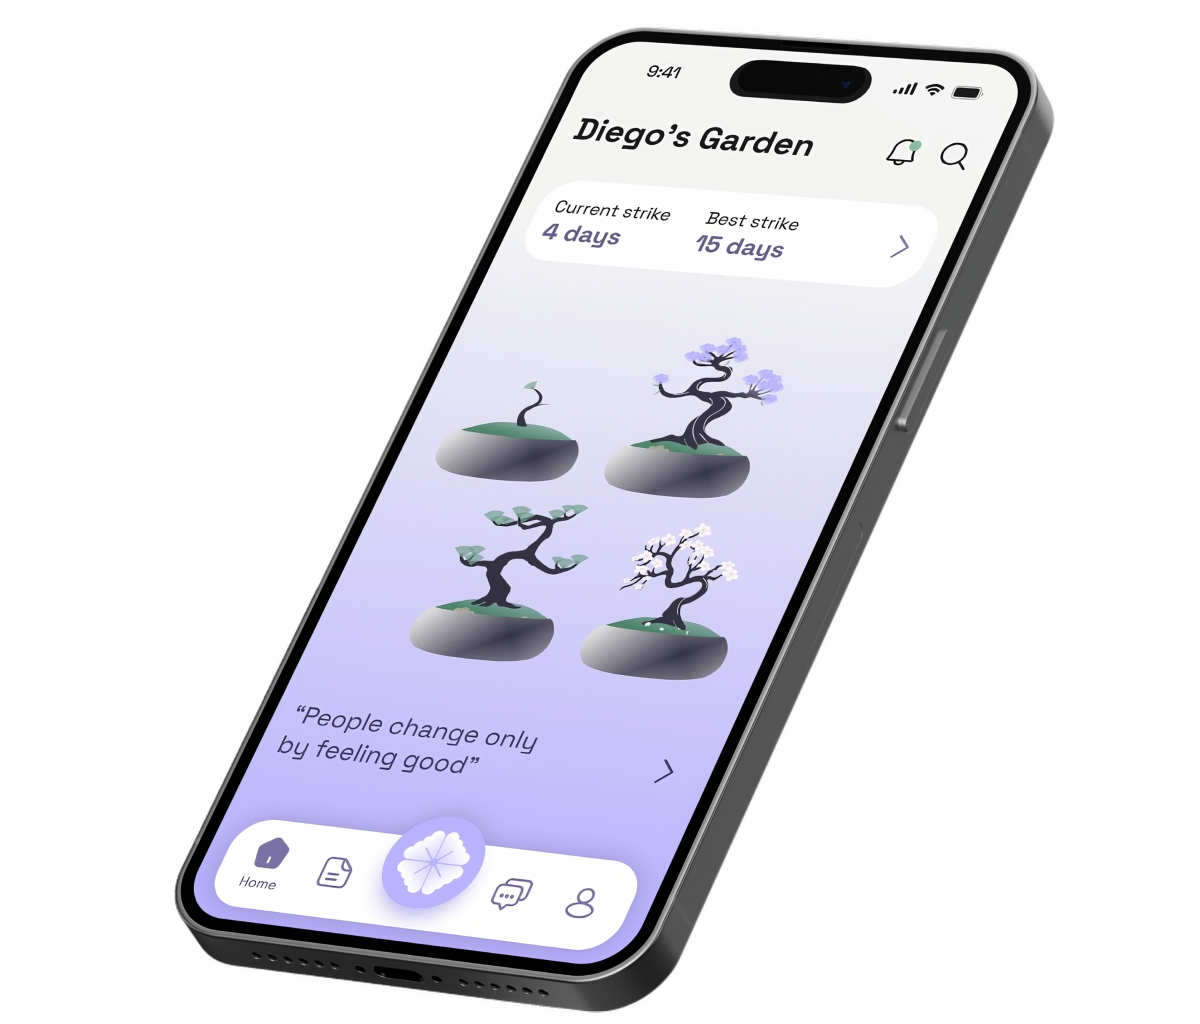 9:41
Diego's Garden
Current strike
Best strike
4 days
15 days
“People change only
by feeling good”
Home